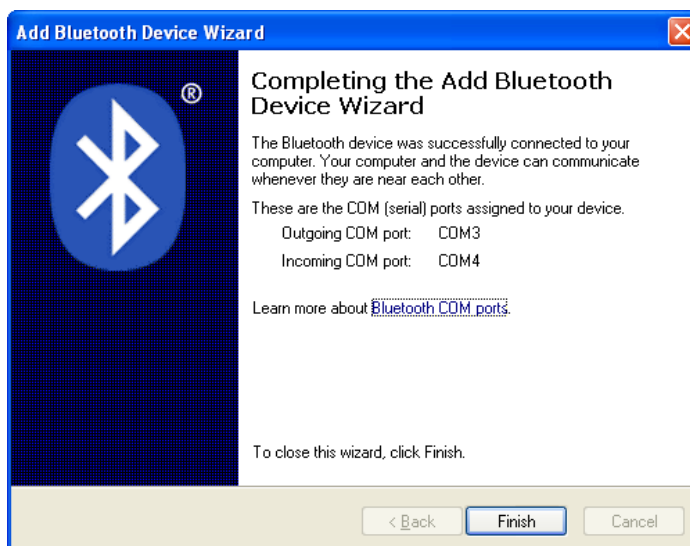 Add Bluetooth Device Wizard
®
Completing the Add Bluetooth
Device Wizard
The Bluetooth device was successfully connected to your
computer. Your computer and the device can communicate
whenever they are near each other.
These are the COM (serial) ports assigned to your device.
Outgoing COM port: COM3
Incoming COM port: COM4
Learn more about Bluetooth COM ports.
To close this wizard, click Finish.
< Back Finish Cancel